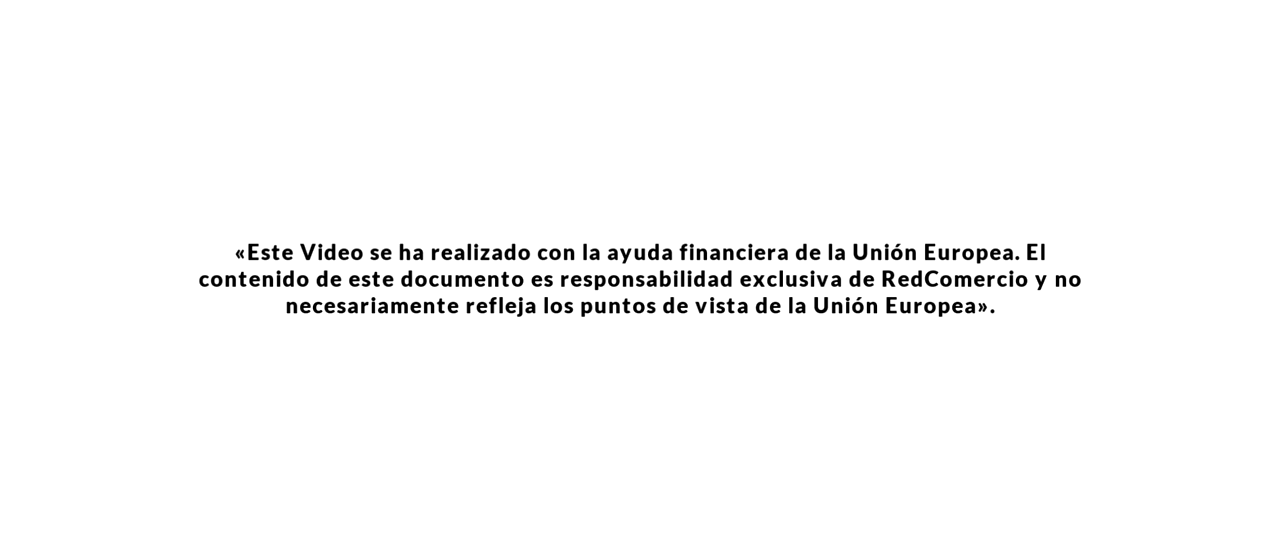 «Este Video se ha realizado con la ayuda financiera de la Unión Europea. El
contenido de este documento es responsabilidad exclusiva de RedComercio y no
necesariamente refleja los puntos de vista de la Unión Europea».